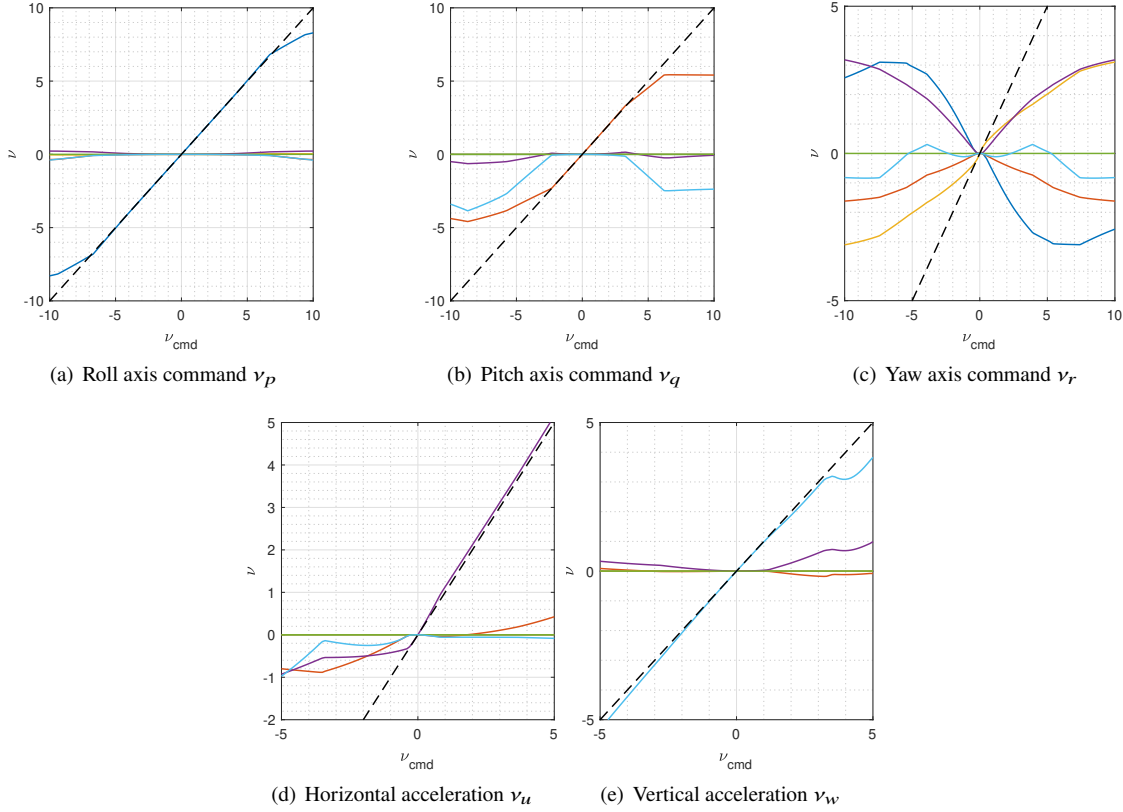 10
5
0
-5
-10
ν
-10 -5 0 5 10
ν_cmd
(a) Roll axis command ν_p
10
5
0
-5
-10
ν
-10 -5 0 5 10
ν_cmd
(b) Pitch axis command ν_q
5
0
-5
ν
-10 -5 0 5 10
ν_cmd
(c) Yaw axis command ν_r
5
4
3
2
1
0
-1
-2
ν
-5 0 5
ν_cmd
(d) Horizontal acceleration ν_u
5
0
-5
ν
-5 0 5
ν_cmd
(e) Vertical acceleration ν_w